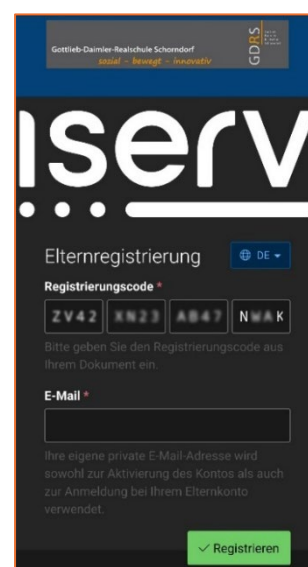 Gottlieb-Daimler-Realschule Schorndorf
sozial - bewegt - innovativ
GDRS
ıserv
Elternregistrierung
DE
Registrierungscode *
ZV42
Bitte geben Sie den Registrierungscode aus
Ihrem Dokument ein.
E-Mail *
Ihre eigene private E-Mail-Adresse wird
sowohl zur Aktivierung des Kontos als auch
zur Anmeldung bei Ihrem Elternkonto
verwendet.
Registrieren